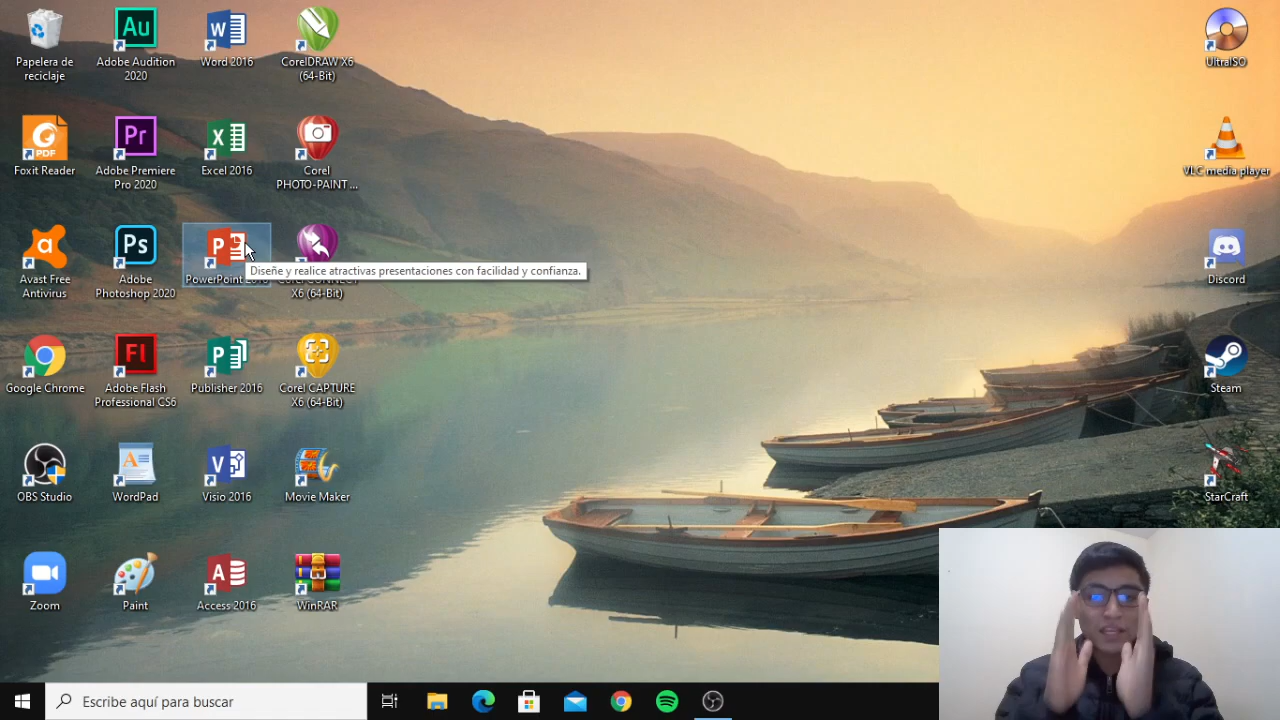 Papelera de
reciclaje
Adobe Audition
2020
Word 2016
CorelDRAW X6
(64-Bit)
UltraISO
Foxit Reader
Adobe Premiere
Pro 2020
Excel 2016
Corel
PHOTO-PAINT ...
VLC media player
Avast Free
Antivirus
Adobe
Photoshop 2020
PowerPoint
Diseñe y realice atractivas presentaciones con facilidad y confianza.
X6 (64-Bit)
Discord
Google Chrome
Adobe Flash
Professional CS6
Publisher 2016
Corel CAPTURE
X6 (64-Bit)
Steam
OBS Studio
WordPad
Visio 2016
Movie Maker
StarCraft
Zoom
Paint
Access 2016
WinRAR
Escribe aquí para buscar